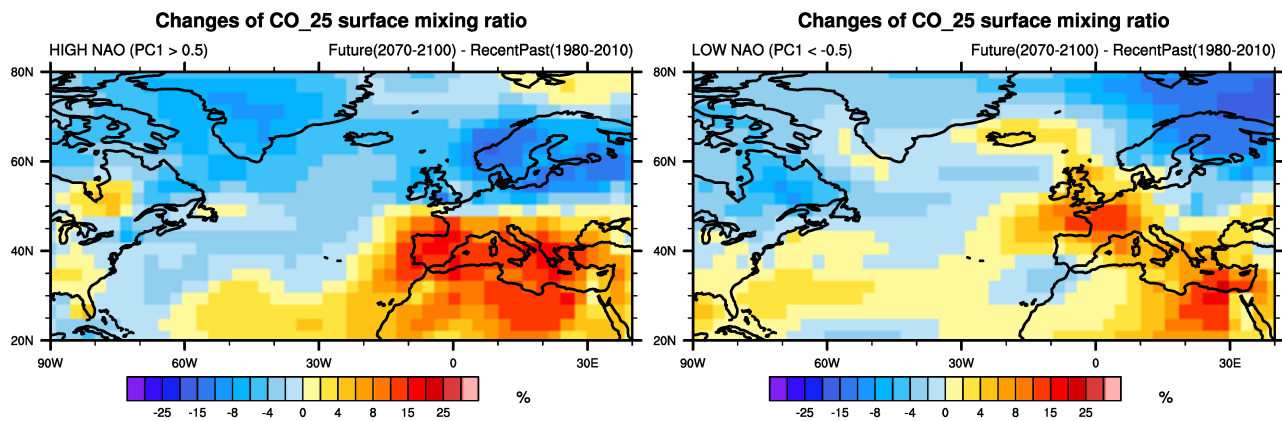 Changes of CO_25 surface mixing ratio
HIGH NAO (PC1 > 0.5) Future(2070-2100) - RecentPast(1980-2010)
80N
60N
40N
20N
90W 60W 30W 0 30E
-25 -15 -8 -4 0 4 8 15 25 %
Changes of CO_25 surface mixing ratio
LOW NAO (PC1 < -0.5) Future(2070-2100) - RecentPast(1980-2010)
80N
60N
40N
20N
90W 60W 30W 0 30E
-25 -15 -8 -4 0 4 8 15 25 %